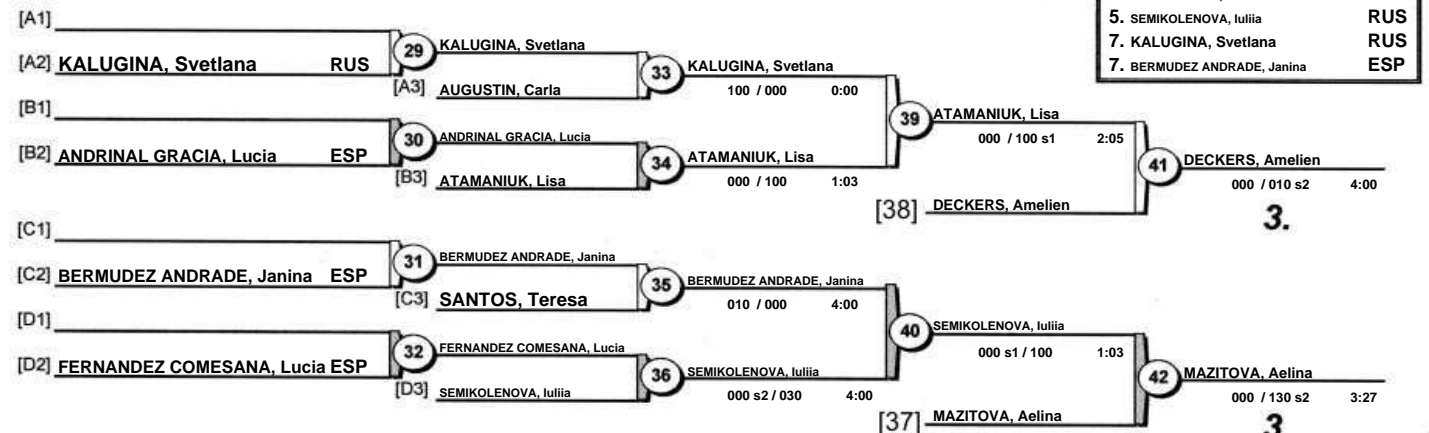 5. SEMIKOLENOVA, Iuliia RUS
7. KALUGINA, Svetlana RUS
7. BERMUDEZ ANDRADE, Janina ESP
[A1]
[A2] KALUGINA, Svetlana RUS
29
KALUGINA, Svetlana
[A3] AUGUSTIN, Carla
33
KALUGINA, Svetlana
100 / 000 0:00
[B1]
[B2] ANDRINAL GRACIA, Lucia ESP
30
ANDRINAL GRACIA, Lucia
[B3] ATAMANIUK, Lisa
34
ATAMANIUK, Lisa
000 / 100 1:03
39
ATAMANIUK, Lisa
000 / 100 s1 2:05
[38] DECKERS, Amelien
41
DECKERS, Amelien
000 / 010 s2 4:00
3.
[C1]
[C2] BERMUDEZ ANDRADE, Janina ESP
31
BERMUDEZ ANDRADE, Janina
[C3] SANTOS, Teresa
35
BERMUDEZ ANDRADE, Janina
010 / 000 4:00
[D1]
[D2] FERNANDEZ COMESANA, Lucia ESP
32
FERNANDEZ COMESANA, Lucia
[D3] SEMIKOLENOVA, Iuliia
36
SEMIKOLENOVA, Iuliia
000 s2 / 030 4:00
40
SEMIKOLENOVA, Iuliia
000 s1 / 100 1:03
[37] MAZITOVA, Aelina
42
MAZITOVA, Aelina
000 / 130 s2 3:27
3